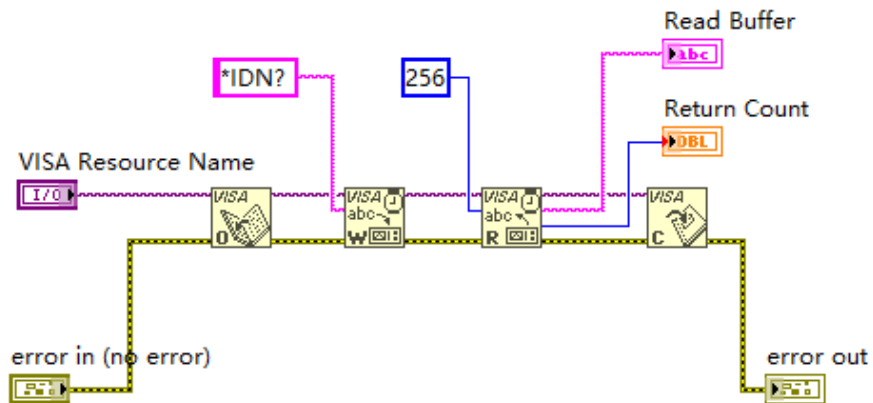 Read Buffer
abc
*IDN?
256
Return Count
DBL
VISA Resource Name
I/O
VISA
O
VISA
abc
W
VISA
abc
R
VISA
C
error in (no error)
error out